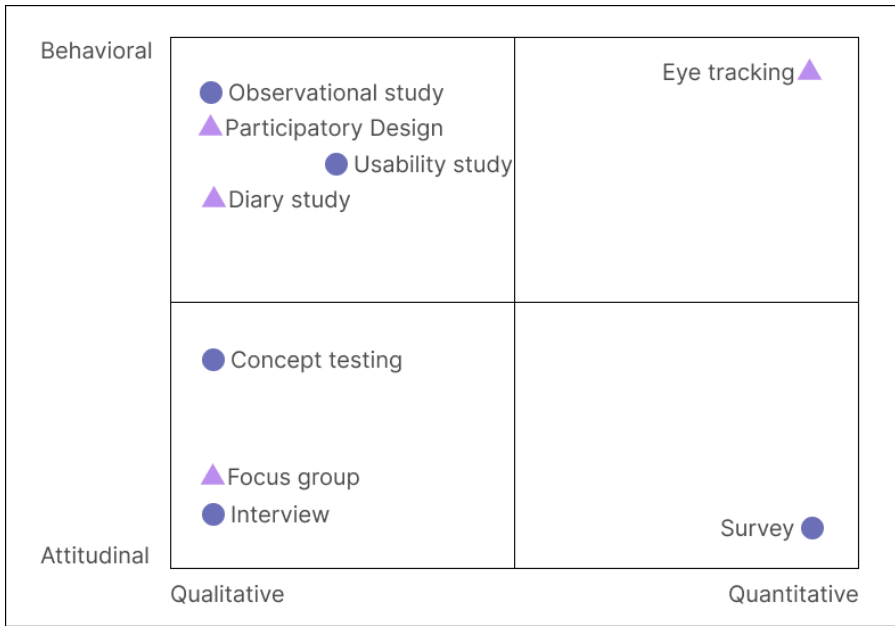 Behavioral
Eye tracking
Observational study
Participatory Design
Usability study
Diary study
Concept testing
Focus group
Interview
Survey
Attitudinal
Qualitative
Quantitative